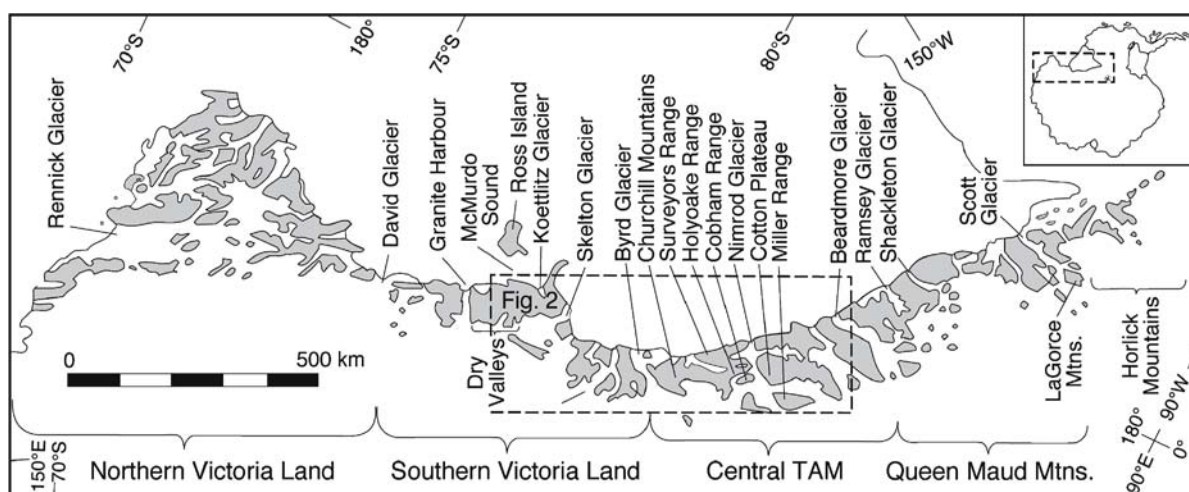 70°S
180°
75°S
80°S
150°W
Rennick Glacier
David Glacier
Granite Harbour
McMurdo
Sound
Ross Island
Koettlitz Glacier
Skelton Glacier
Byrd Glacier
Churchill Mountains
Surveyors Range
Holyoake Range
Cobham Range
Nimrod Glacier
Cotton Plateau
Miller Range
Beardmore Glacier
Ramsey Glacier
Shackleton Glacier
Scott
Glacier
Fig. 2
Dry
Valleys
0
500 km
LaGorce
Mtns.
Horlick
Mountains
150°E
70°S
Northern Victoria Land
Southern Victoria Land
Central TAM
Queen Maud Mtns.
180°
90°W
90°E
0°